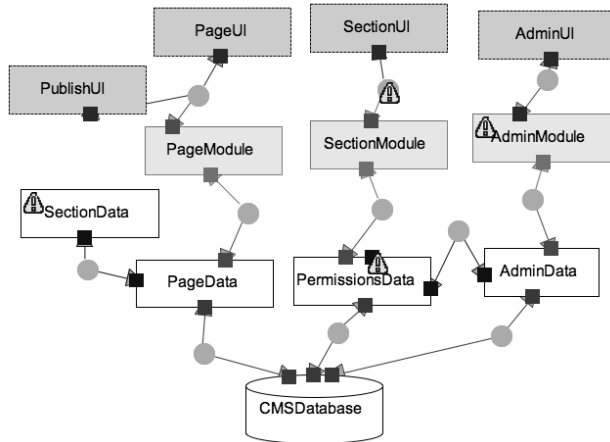 PageUI
SectionUI
AdminUI
PublishUI
PageModule
SectionModule
AdminModule
SectionData
PageData
PermissionsData
AdminData
CMSDatabase